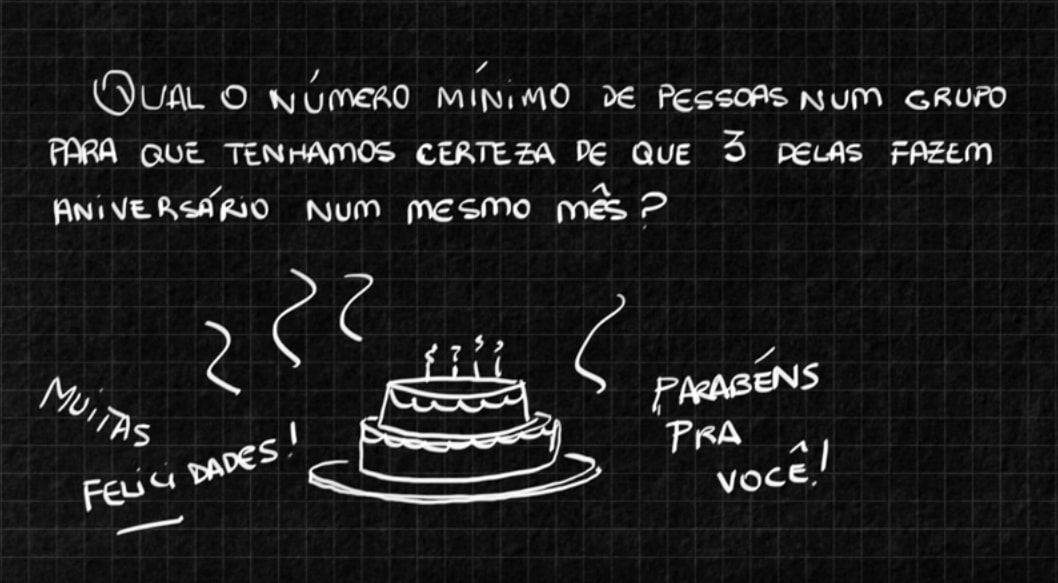 QUAL O NÚMERO MÍNIMO DE PESSOAS NUM GRUPO
PARA QUE TENHAMOS CERTEZA DE QUE 3 DELAS FAZEM
ANIVERSÁRIO NUM MESMO MÊS?
MUITAS
FELICIDADES!
PARABÉNS
PRA
VOCÊ!